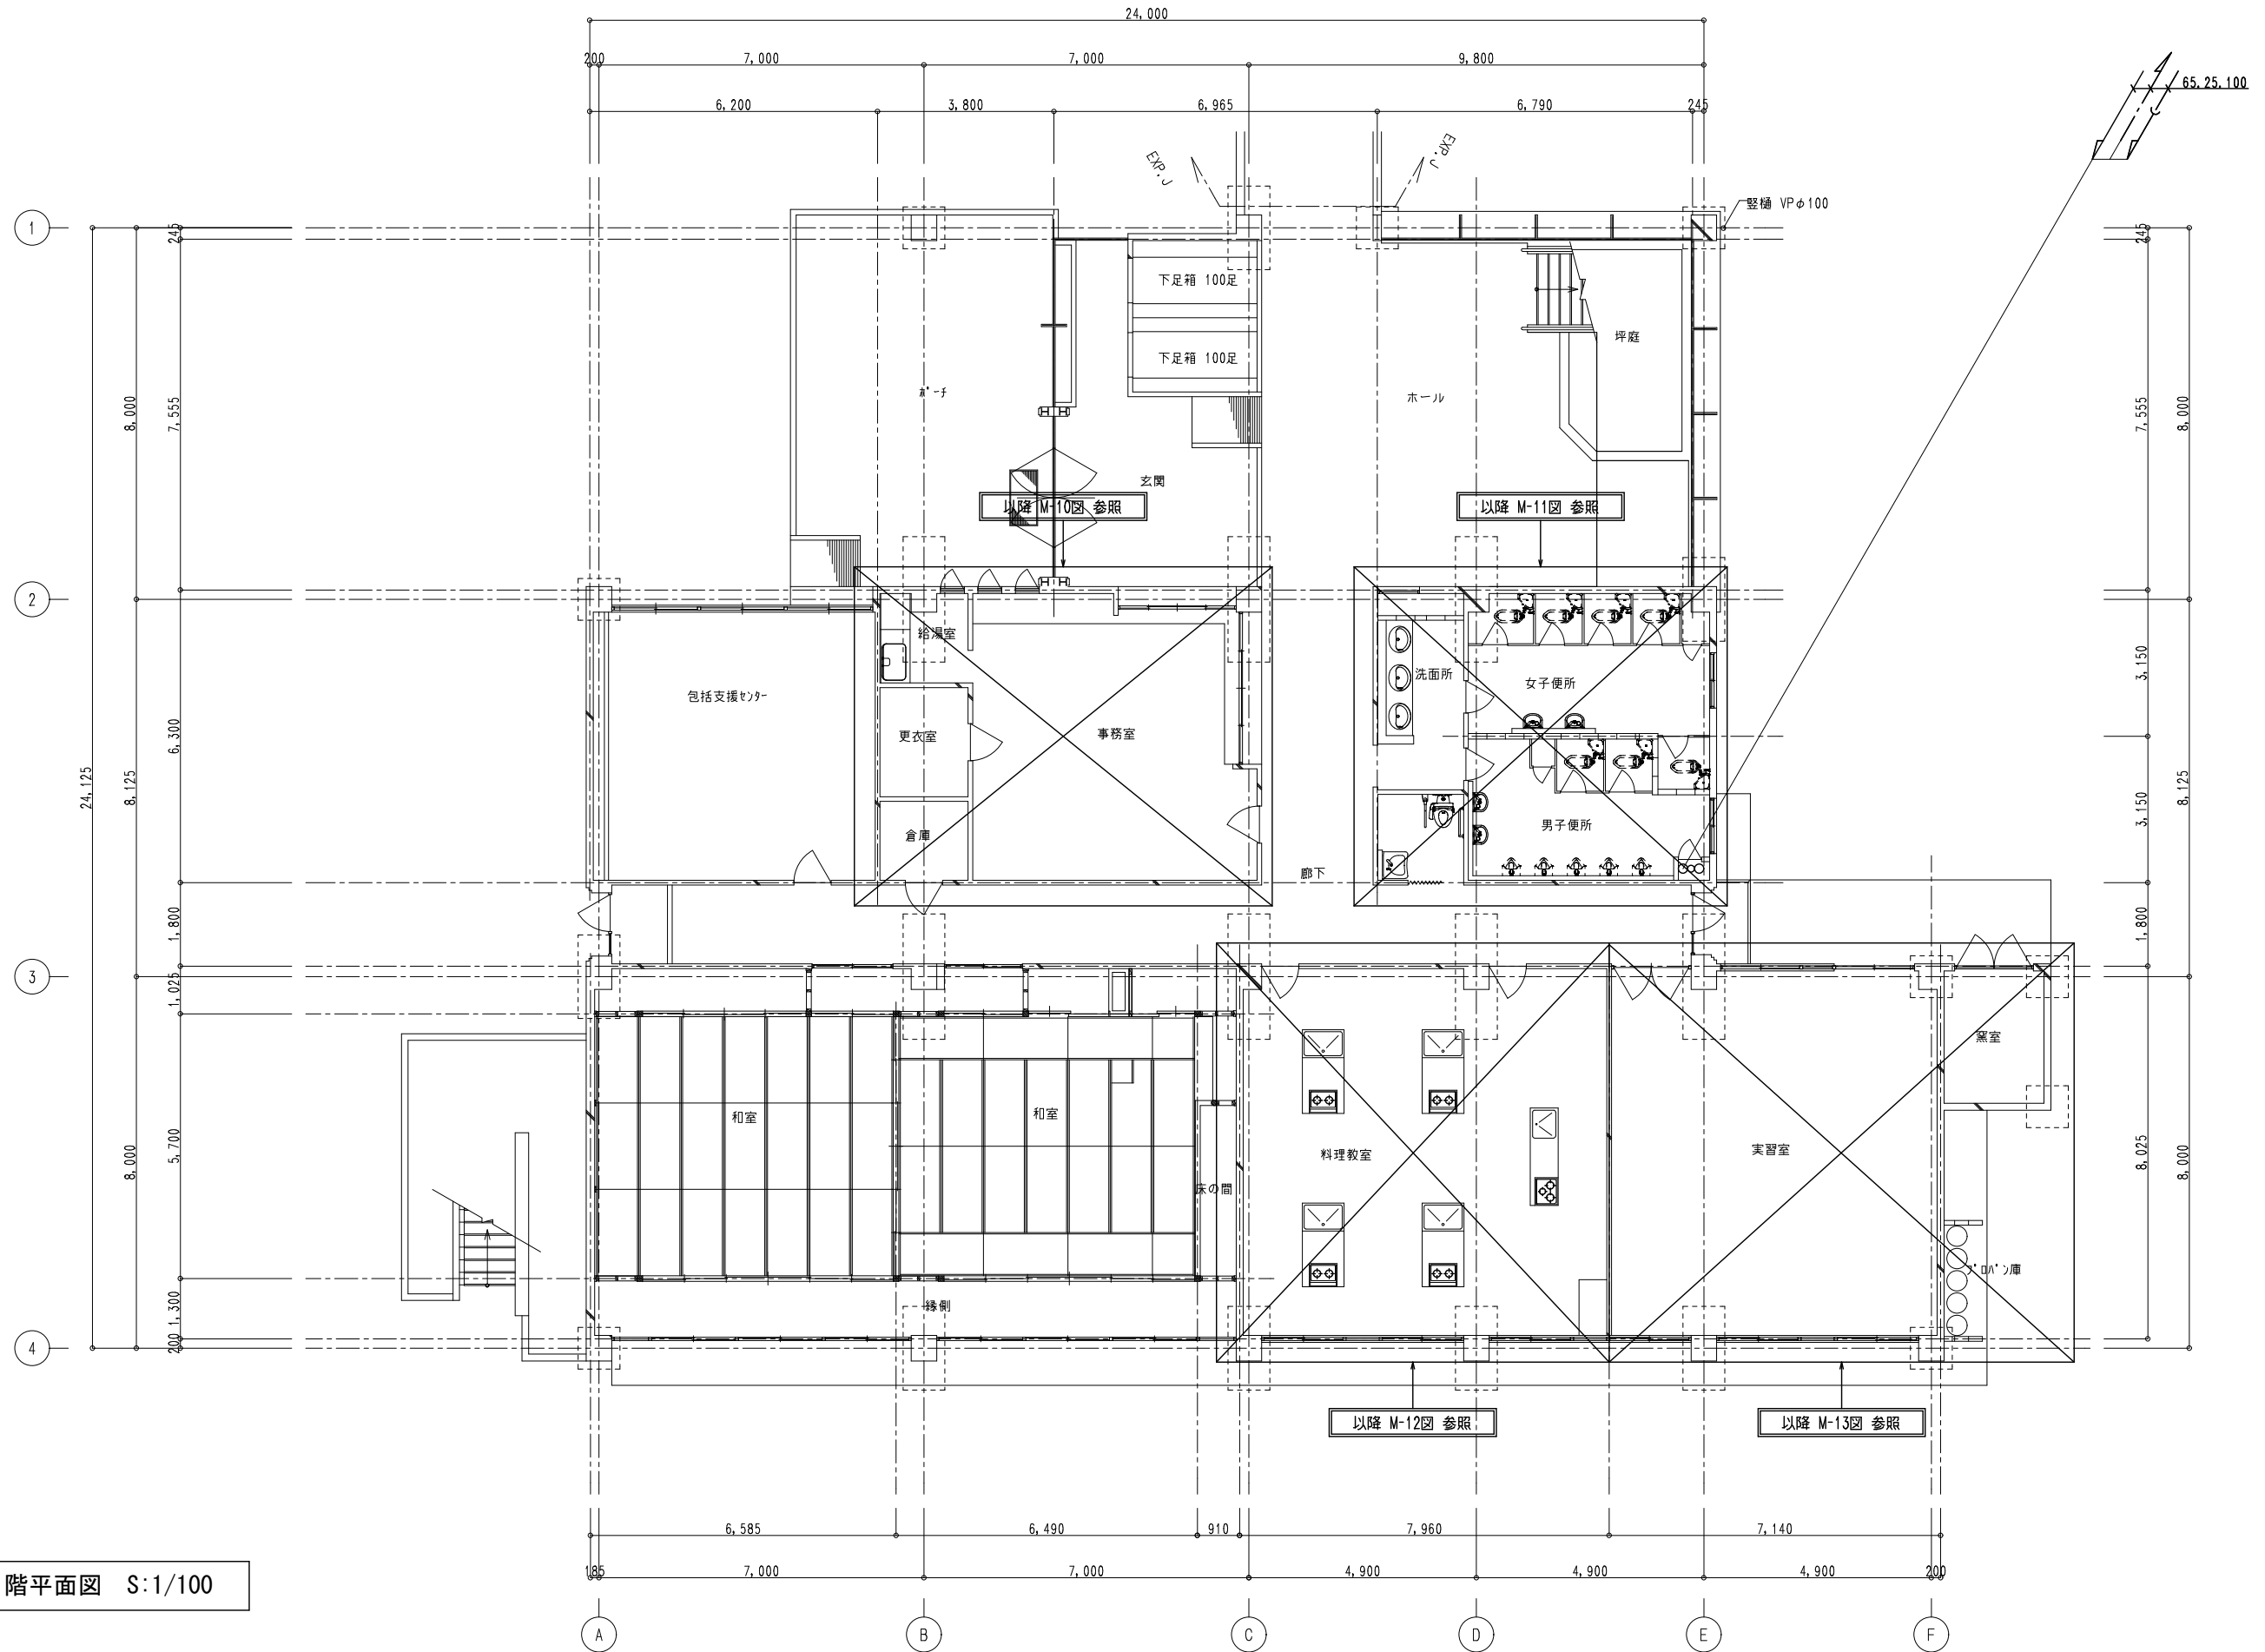 24,000
200
7,000
7,000
9,800
6,200
3,800
6,965
6,790
245
65.25.100
EXP.J
EXP.J
竪樋 VPφ100
1
245
245
下足箱 100足
坪庭
下足箱 100足
ポーチ
ホール
8,000
7,555
7,555
8,000
玄関
以降 M-10図 参照
以降 M-11図 参照
2
給湯室
包括支援センター
洗面所
女子便所
3,150
更衣室
事務室
6,300
24,125
8,125
8,125
3,150
倉庫
男子便所
廊下
1,800
1,800
3
1,025
窯室
和室
和室
料理教室
実習室
5,700
8,000
8,025
8,000
床の間
プロパン庫
縁側
1,300
200
4
以降 M-12図 参照
以降 M-13図 参照
6,585
6,490
910
7,960
7,140
185
7,000
7,000
4,900
4,900
4,900
200
階平面図 S:1/100
A
B
C
D
E
F